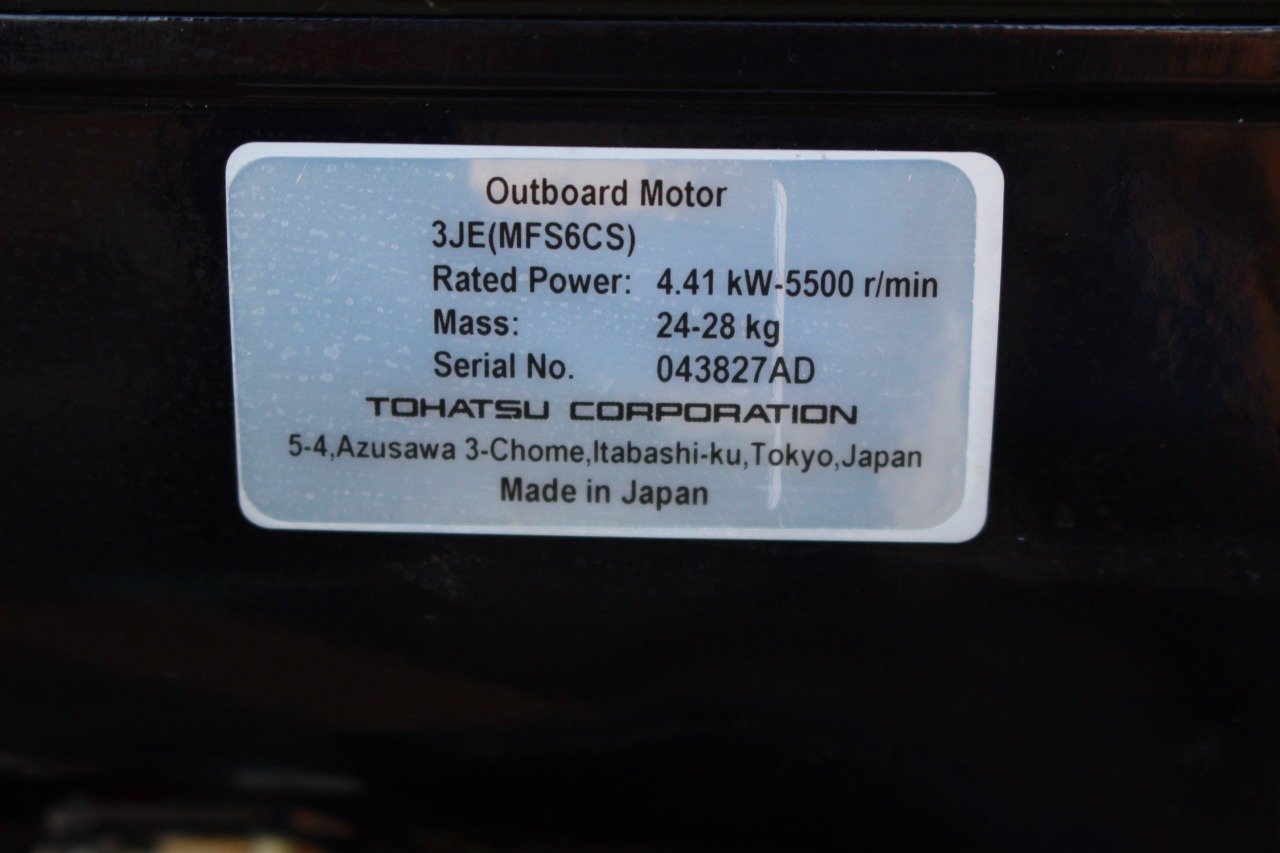 Outboard Motor
3JE(MFS6CS)
Rated Power: 4.41 kW-5500 r/min
Mass: 24-28 kg
Serial No. 043827AD
TOHATSU CORPORATION
5-4,Azusawa 3-Chome,Itabashi-ku,Tokyo,Japan
Made in Japan